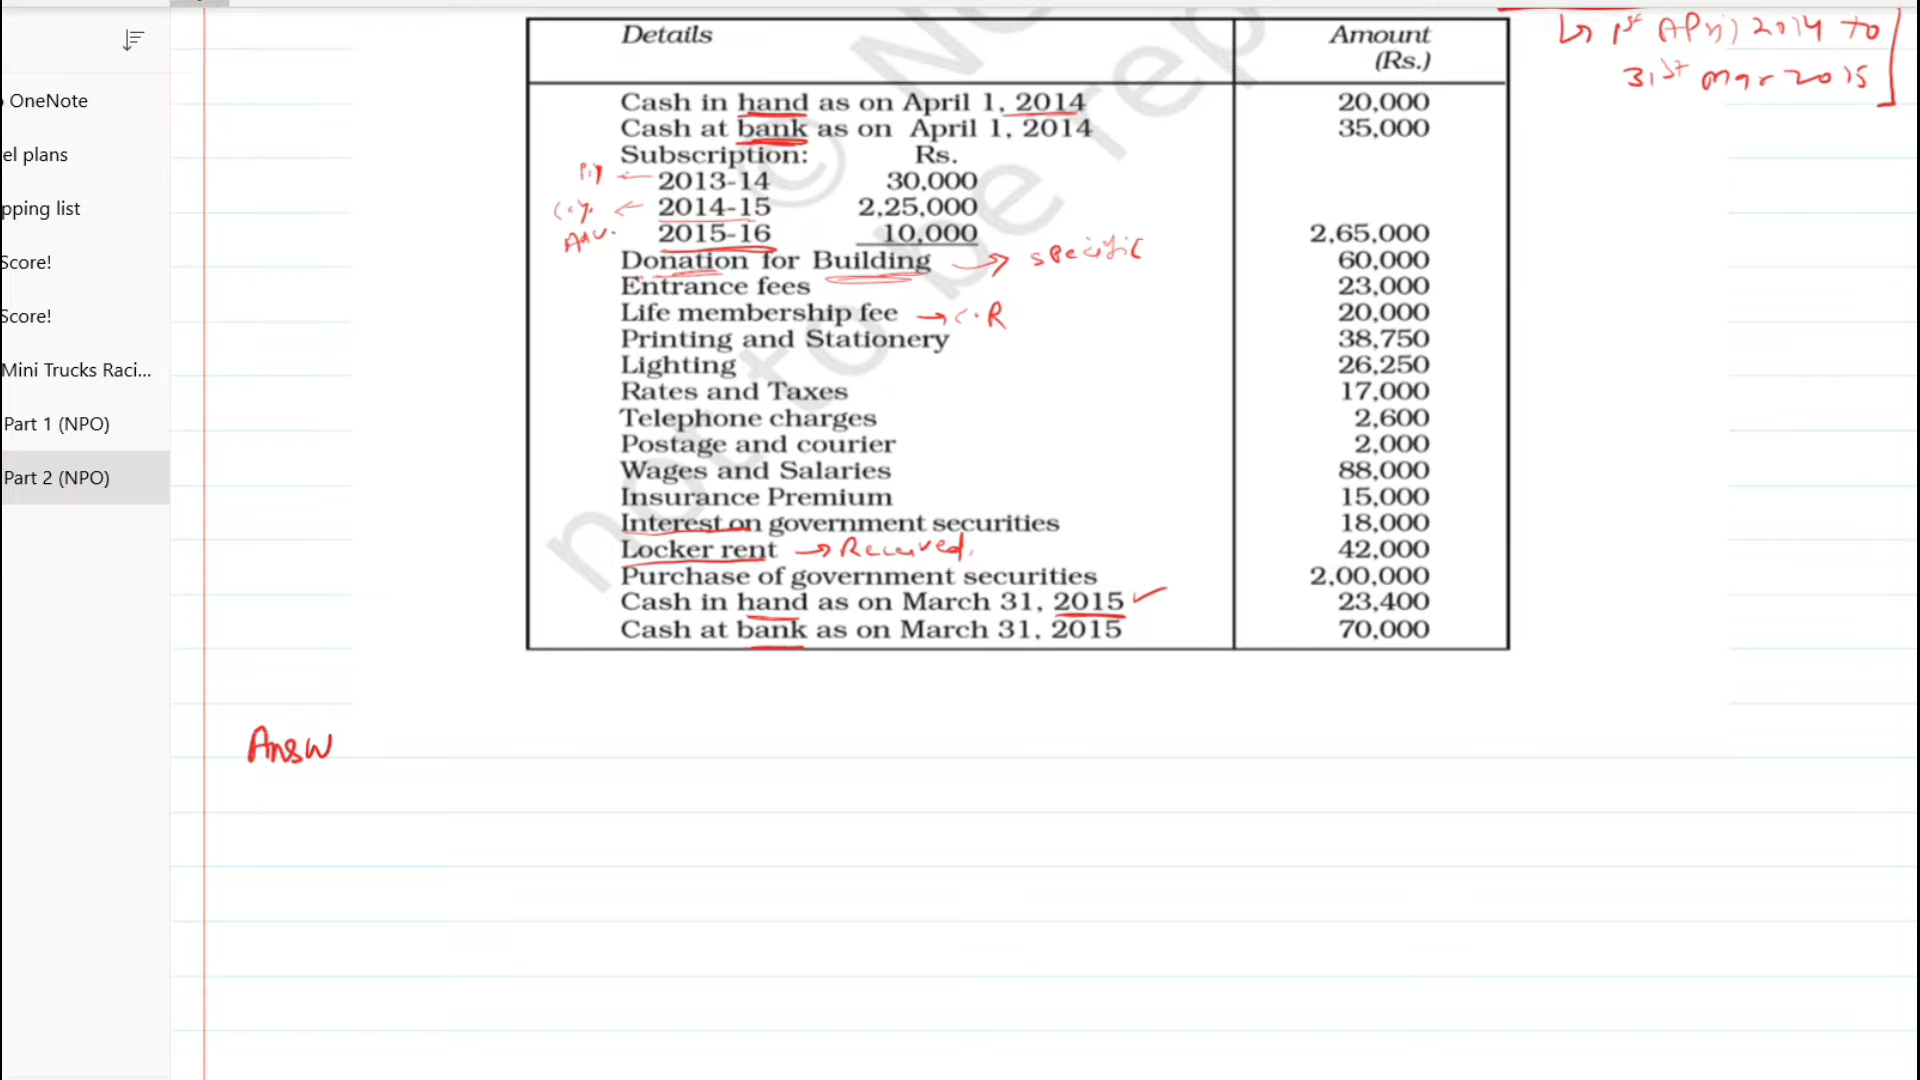 OneNote
el plans
pping list
Score!
Score!
Mini Trucks Raci...
Part 1 (NPO)
Part 2 (NPO)
Details Amount
(Rs.)
1st April 2014 to
31st Mar 2015
Cash in hand as on April 1, 2014 20,000
Cash at bank as on April 1, 2014 35,000
Subscription: Rs.
2013-14 30,000
c.y. 2014-15 2,25,000
Adv. 2015-16 10,000 2,65,000
Donation for Building → specific 60,000
Entrance fees 23,000
Life membership fee → C.R 20,000
Printing and Stationery 38,750
Lighting 26,250
Rates and Taxes 17,000
Telephone charges 2,600
Postage and courier 2,000
Wages and Salaries 88,000
Insurance Premium 15,000
Interest on government securities 18,000
Locker rent → Received. 42,000
Purchase of government securities 2,00,000
Cash in hand as on March 31, 2015 23,400
Cash at bank as on March 31, 2015 70,000
© N
not to be rep
Answ